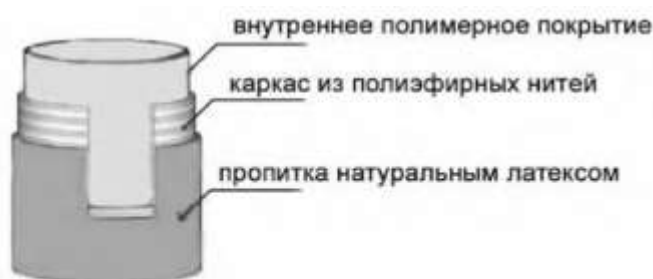 внутреннее полимерное покрытие
каркас из полиэфирных нитей
пропитка натуральным латексом